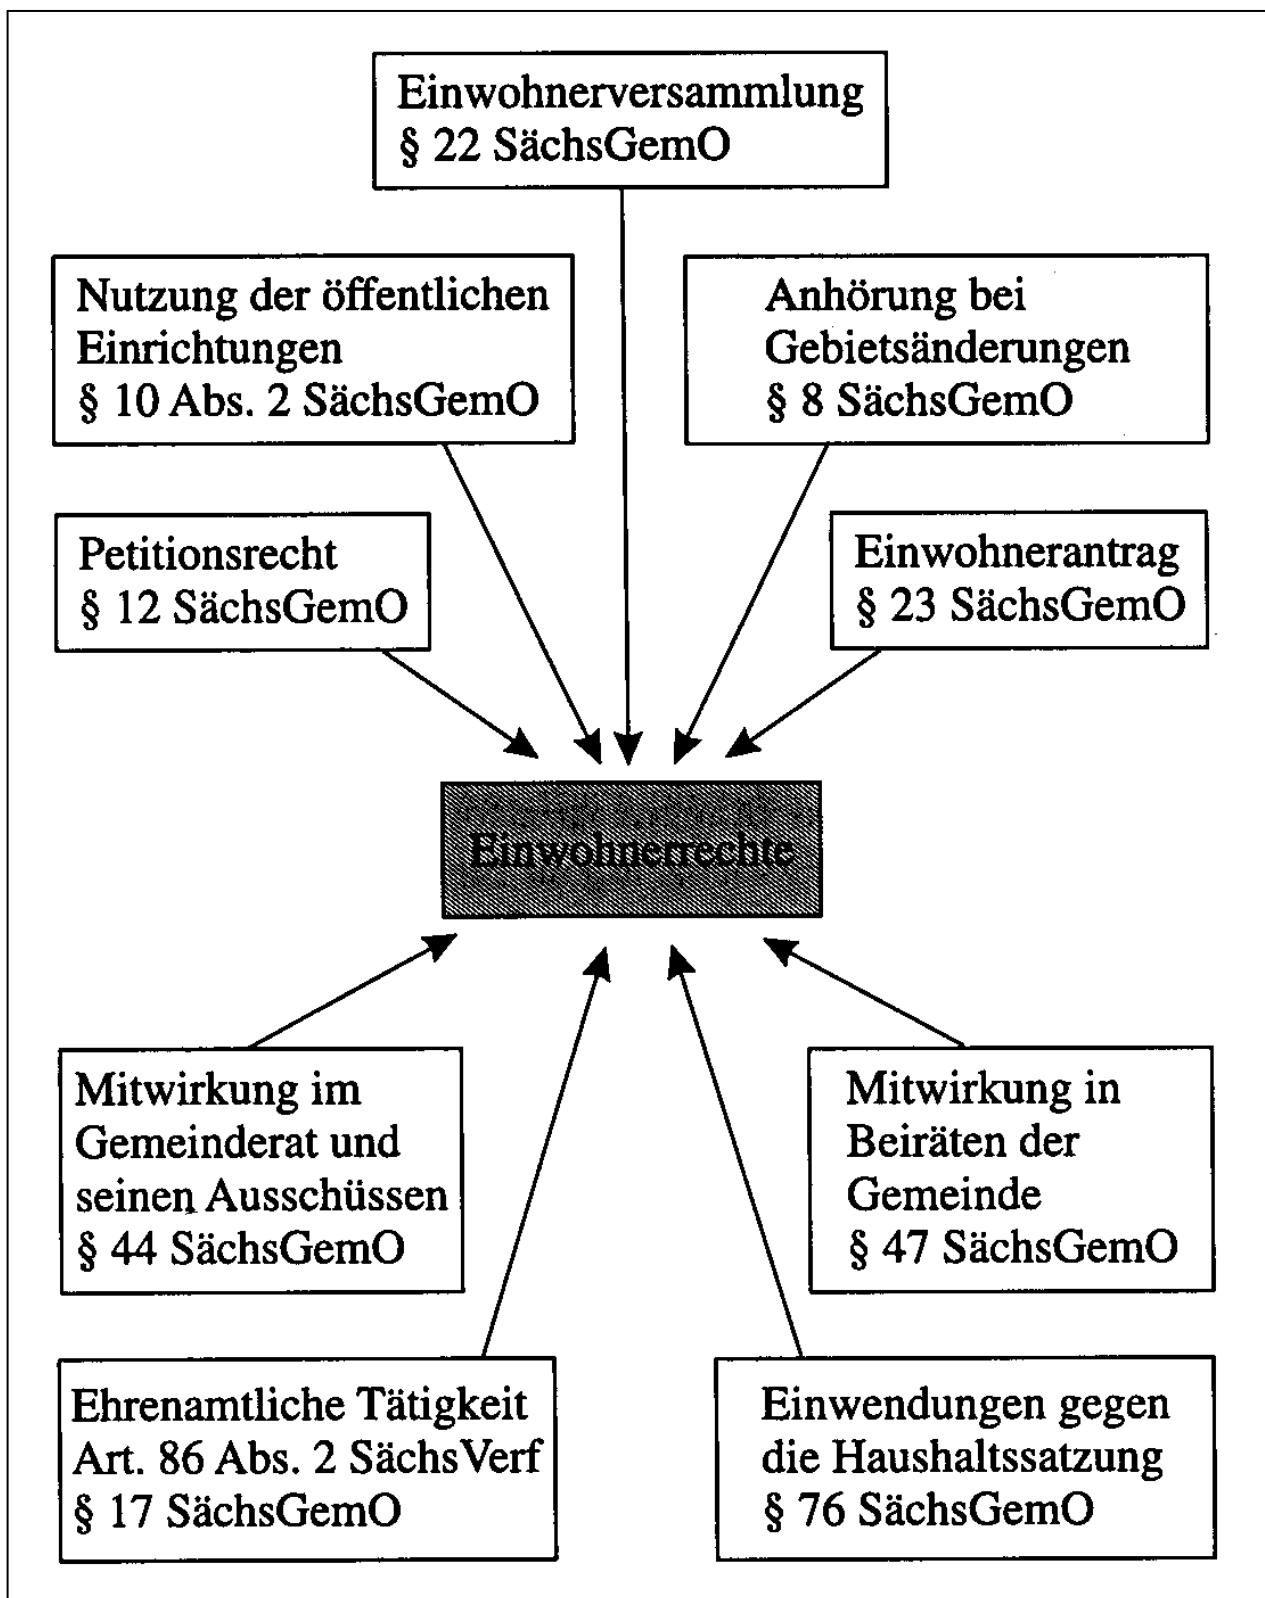 Einwohnerversammlung
§ 22 SächsGemO
Nutzung der öffentlichen
Einrichtungen
§ 10 Abs. 2 SächsGemO
Anhörung bei
Gebietsänderungen
§ 8 SächsGemO
Petitionsrecht
§ 12 SächsGemO
Einwohnerantrag
§ 23 SächsGemO
Einwohnerrechte
Mitwirkung im
Gemeinderat und
seinen Ausschüssen
§ 44 SächsGemO
Mitwirkung in
Beiräten der
Gemeinde
§ 47 SächsGemO
Ehrenamtliche Tätigkeit
Art. 86 Abs. 2 SächsVerf
§ 17 SächsGemO
Einwendungen gegen
die Haushaltssatzung
§ 76 SächsGemO